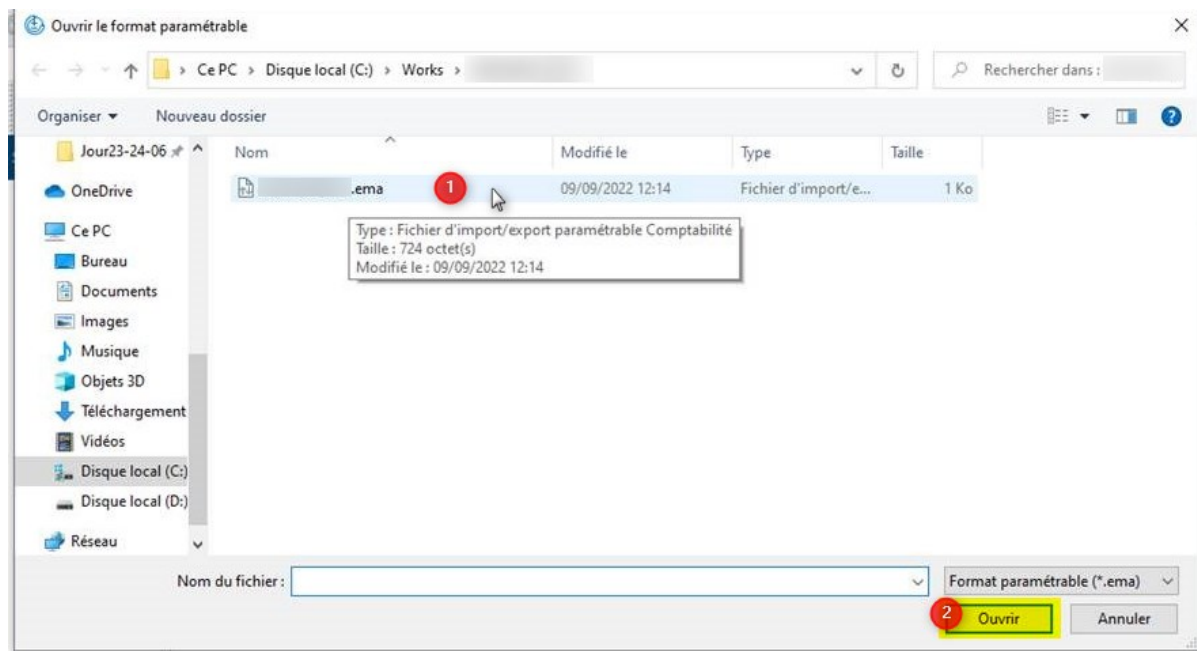 Ouvrir le format paramétrable
Ce PC > Disque local (C:) > Works >
Rechercher dans :
Organiser Nouveau dossier
Nom Modifié le Type Taille
Jour23-24-06
OneDrive
Ce PC
Bureau
Documents
Images
Musique
Objets 3D
Téléchargement
Vidéos
Disque local (C:)
Disque local (D:)
Réseau
.ema 1 09/09/2022 12:14 Fichier d'import/e... 1 Ko
Type : Fichier d'import/export paramétrable Comptabilité
Taille : 724 octet(s)
Modifié le : 09/09/2022 12:14
Nom du fichier : Format paramétrable (*.ema)
2 Ouvrir Annuler